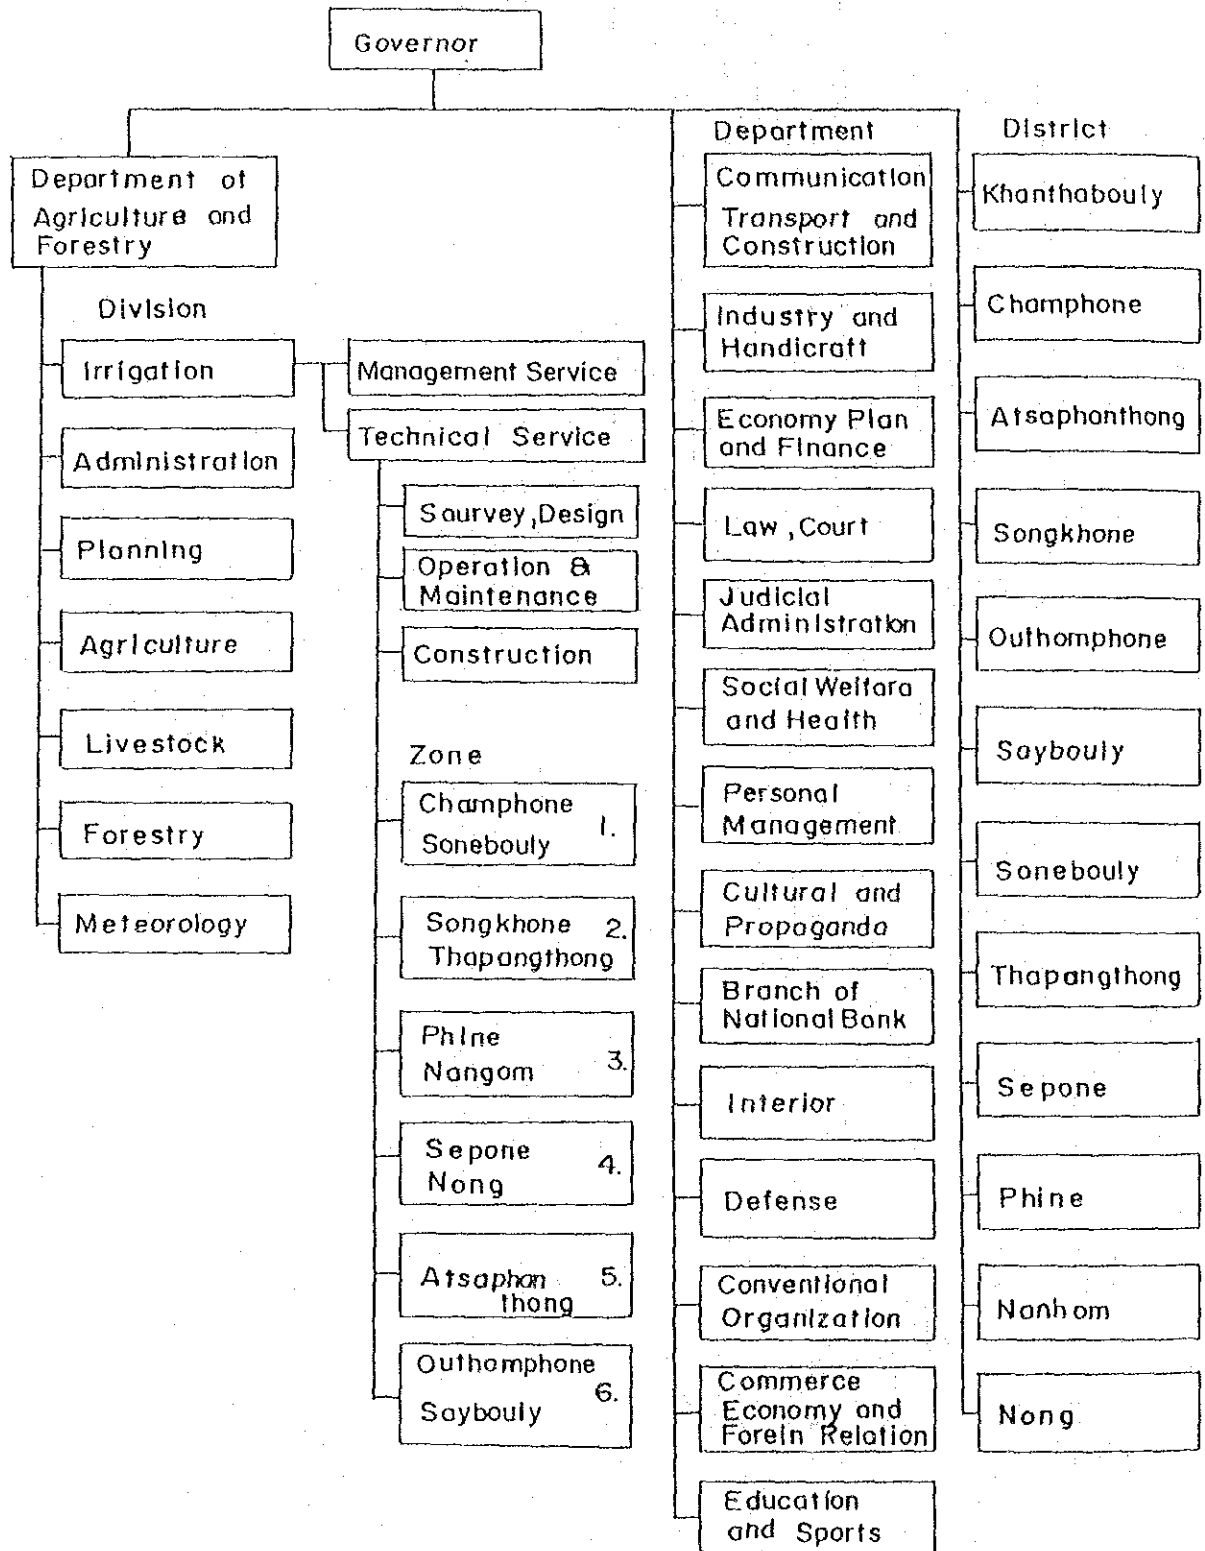 Governor
Department of
Agriculture and
Forestry
Division
Irrigation
Administration
Planning
Agriculture
Livestock
Forestry
Meteorology
Management Service
Technical Service
Saurvey, Design
Operation &
Maintenance
Construction
Zone
Champhone
Sonebouly 1.
Songkhone 2.
Thapangthong
Phine
Nangom 3.
Sepone 4.
Nong
Atsaphan 5.
thong
Outhomphone
Saybouly 6.
Department
Communication
Transport and
Construction
Industry and
Handicraft
Economy Plan
and Finance
Law, Court
Judicial
Administration
Social Welfara
and Health
Personal
Management
Cultural and
Propaganda
Branch of
National Bank
Interior
Defense
Conventional
Organization
Commerce
Economy and
Forein Relation
Education
and Sports
District
Khanthabouly
Champhone
Atsaphanthong
Songkhone
Outhomphone
Saybouly
Sonebouly
Thapangthong
Sepone
Phine
Nanhom
Nong